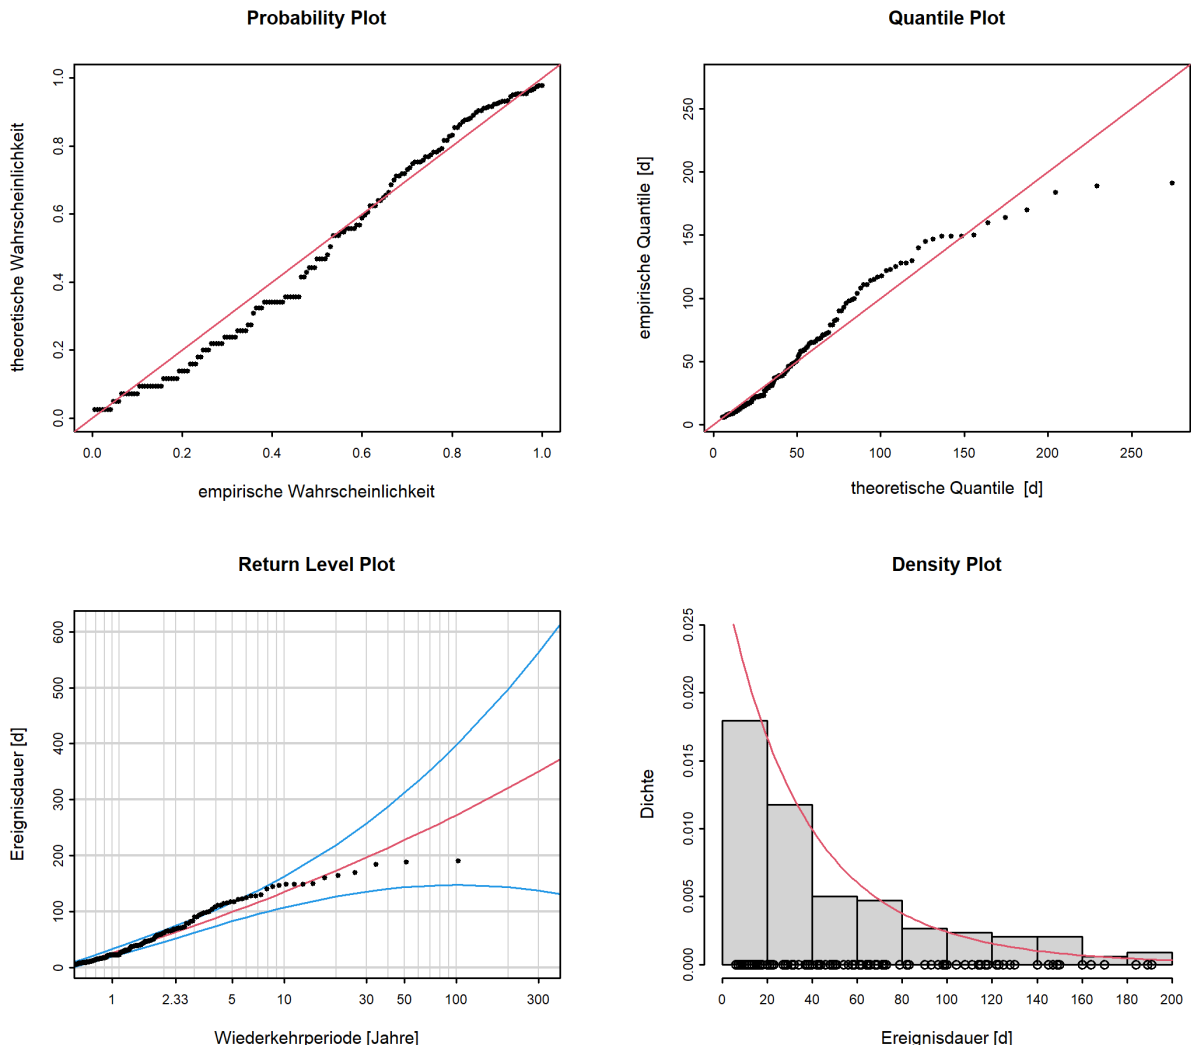 Probability Plot
theoretische Wahrscheinlichkeit
0.0 0.2 0.4 0.6 0.8 1.0
0.0 0.2 0.4 0.6 0.8 1.0
empirische Wahrscheinlichkeit
Quantile Plot
empirische Quantile [d]
0 50 100 150 200 250
0 50 100 150 200 250
theoretische Quantile [d]
Return Level Plot
Ereignisdauer [d]
0 100 200 300 400 500 600
1 2.33 5 10 30 50 100 300
Wiederkehrperiode [Jahre]
Density Plot
Dichte
0.000 0.005 0.010 0.015 0.020 0.025
0 20 40 60 80 100 120 140 160 180 200
Ereignisdauer [d]